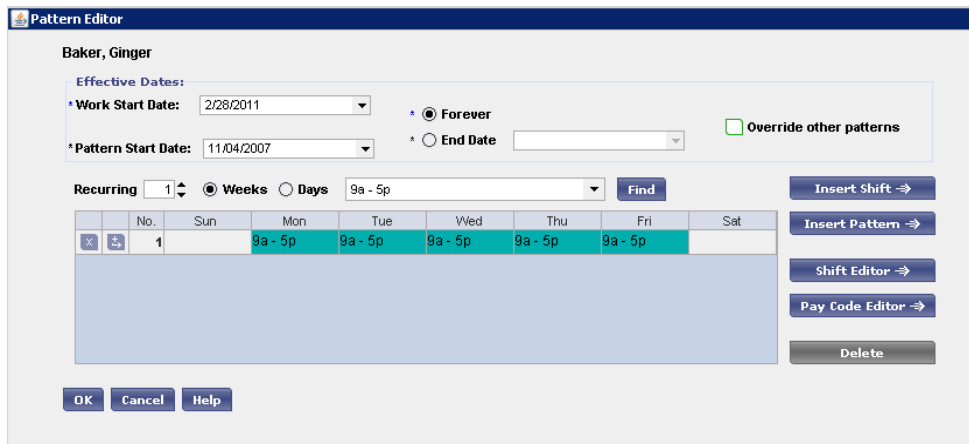 Pattern Editor
Baker, Ginger
Effective Dates:
* Work Start Date: 2/28/2011
* Forever
Override other patterns
* End Date
*Pattern Start Date: 11/04/2007
Recurring 1 Weeks Days 9a - 5p Find
Insert Shift
No. Sun Mon Tue Wed Thu Fri Sat
Insert Pattern
x 1 9a - 5p 9a - 5p 9a - 5p 9a - 5p 9a - 5p
Shift Editor
Pay Code Editor
Delete
OK Cancel Help